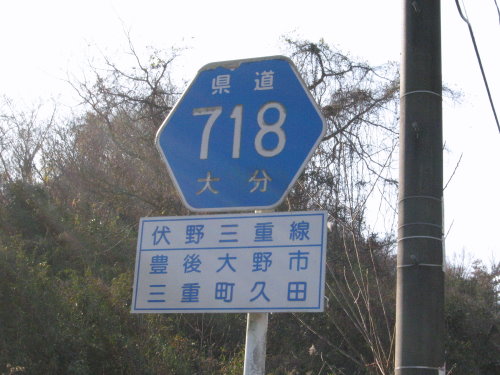 県道
718
大分
伏野三重線
豊後大野市
三重町久田